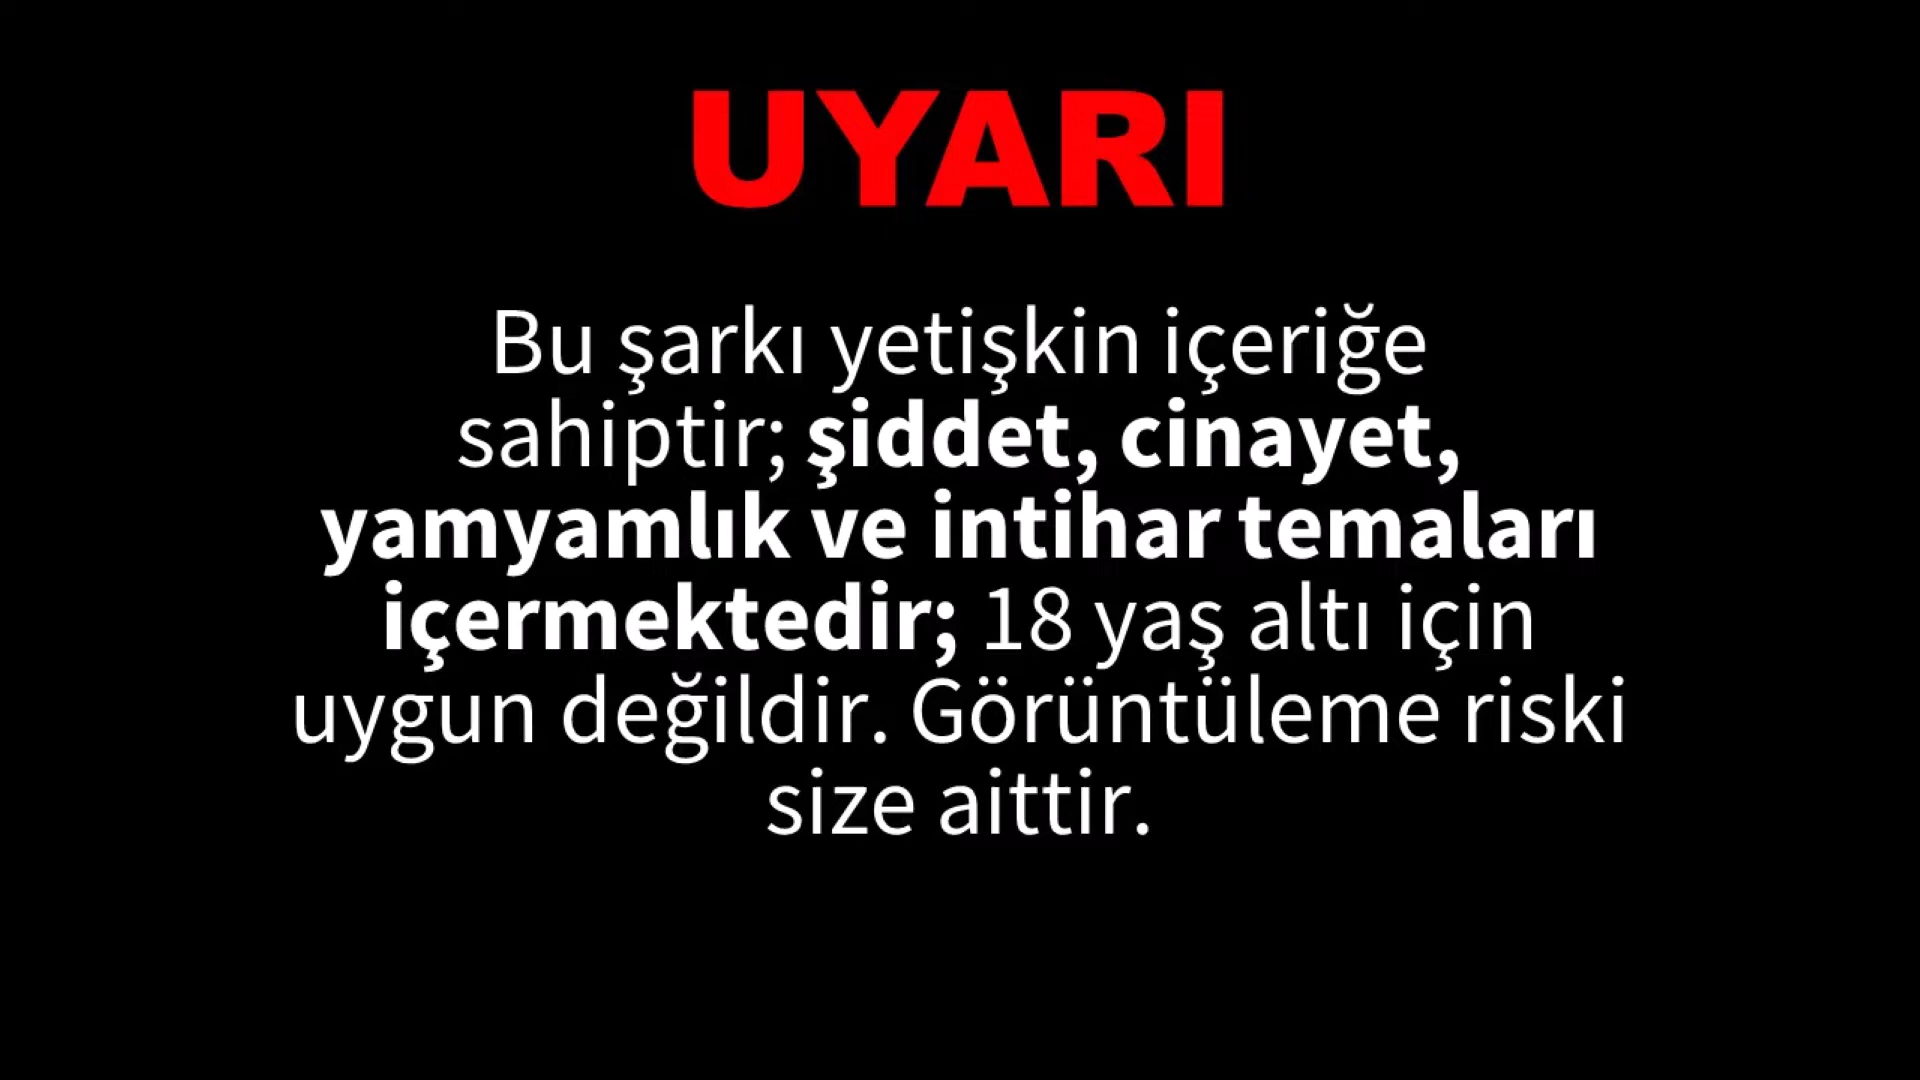 UYARI
Bu şarkı yetişkin içeriğe
sahiptir; şiddet, cinayet,
yamyamlık ve intihar temaları
içermektedir; 18 yaş altı için
uygun değildir. Görüntüleme riski
size aittir.